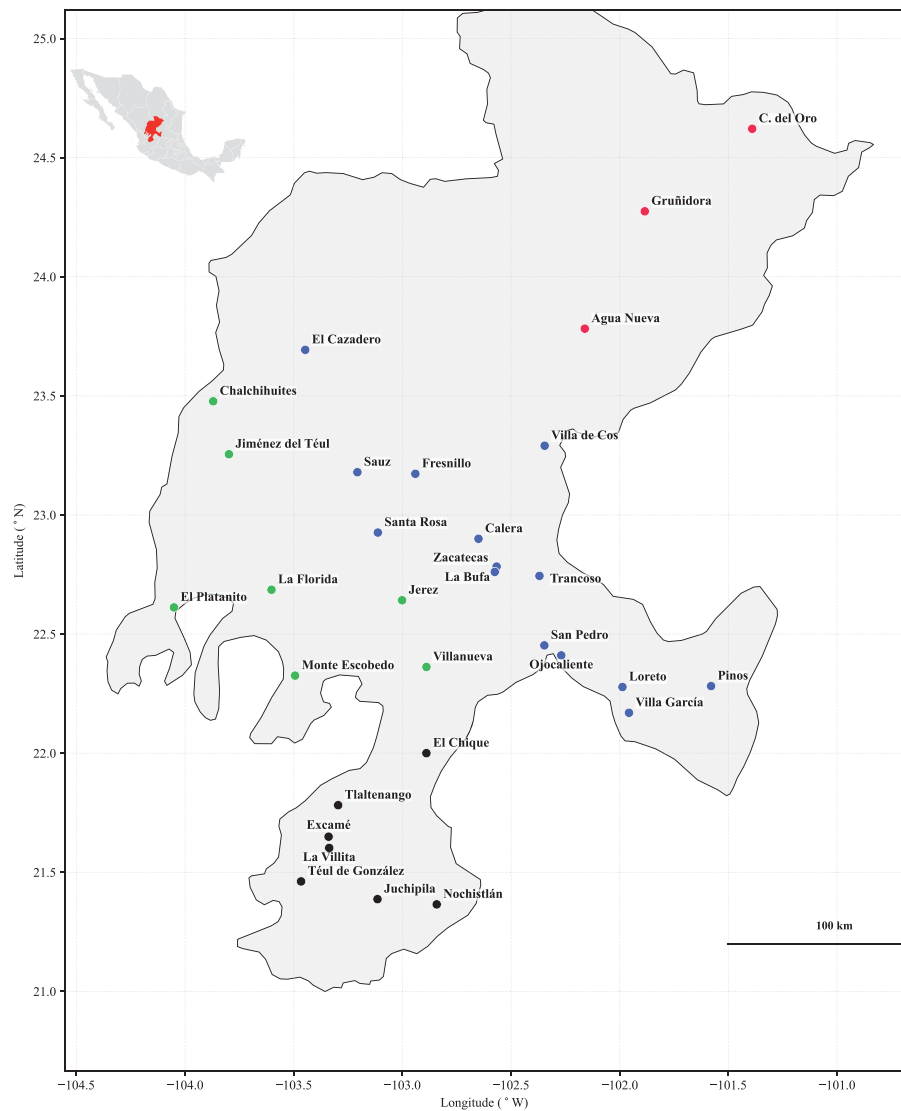 25.0
C. del Oro
24.5
Gruñidora
24.0
Agua Nueva
El Cazadero
23.5
Chalchihuites
Jiménez del Téul
Villa de Cos
Sauz
Fresnillo
23.0
Santa Rosa
Calera
Zacatecas
La Bufa
Trancoso
La Florida
Jerez
El Platanito
22.5
San Pedro
Ojocaliente
Villanueva
Monte Escobedo
Loreto
Pinos
Villa García
22.0
El Chique
Tlaltenango
Excamé
La Villita
21.5
Téul de González
Juchipila
Nochistlán
100 km
21.0
Latitude ( ° N)
−104.5 −104.0 −103.5 −103.0 −102.5 −102.0 −101.5 −101.0
Longitude ( ° W)